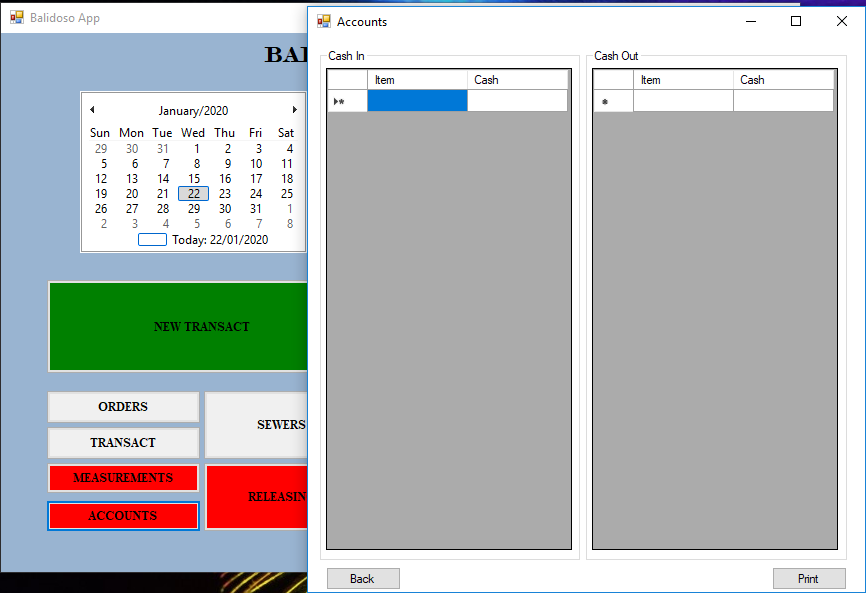 Balidoso App
BAL
January/2020
Sun Mon Tue Wed Thu Fri Sat
29 30 31 1 2 3 4
5 6 7 8 9 10 11
12 13 14 15 16 17 18
19 20 21 22 23 24 25
26 27 28 29 30 31 1
2 3 4 5 6 7 8
Today: 22/01/2020
NEW TRANSACT
ORDERS
TRANSACT
SEWERS
MEASUREMENTS
ACCOUNTS
RELEASIN
Accounts
Cash In
Item Cash
Cash Out
Item Cash
Back
Print